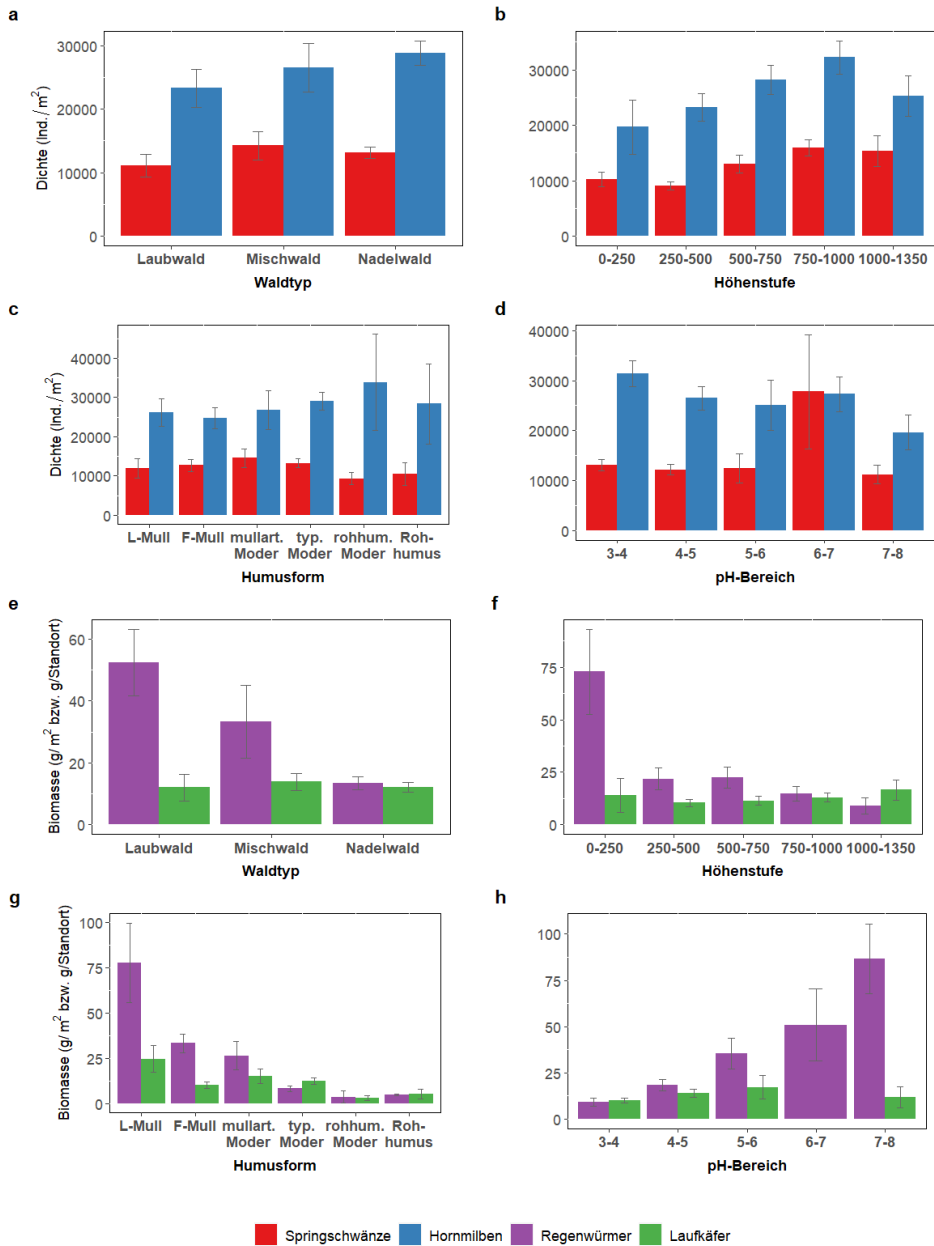 a
Dichte (Ind./m²)
30000
20000
10000
0
Laubwald Mischwald Nadelwald
Waldtyp
b
30000
20000
10000
0
0-250 250-500 500-750 750-1000 1000-1350
Höhenstufe
c
Dichte (Ind./m²)
40000
30000
20000
10000
0
L-Mull F-Mull mullart. typ. rohhum. Roh-
Moder Moder Moder humus
Humusform
d
40000
30000
20000
10000
0
3-4 4-5 5-6 6-7 7-8
pH-Bereich
e
Biomasse (g/m² bzw. g/Standort)
60
40
20
0
Laubwald Mischwald Nadelwald
Waldtyp
f
75
50
25
0
0-250 250-500 500-750 750-1000 1000-1350
Höhenstufe
g
Biomasse (g/m² bzw. g/Standort)
100
75
50
25
0
L-Mull F-Mull mullart. typ. rohhum. Roh-
Moder Moder Moder humus
Humusform
h
100
75
50
25
0
3-4 4-5 5-6 6-7 7-8
pH-Bereich
Springschwänze Hornmilben Regenwürmer Laufkäfer